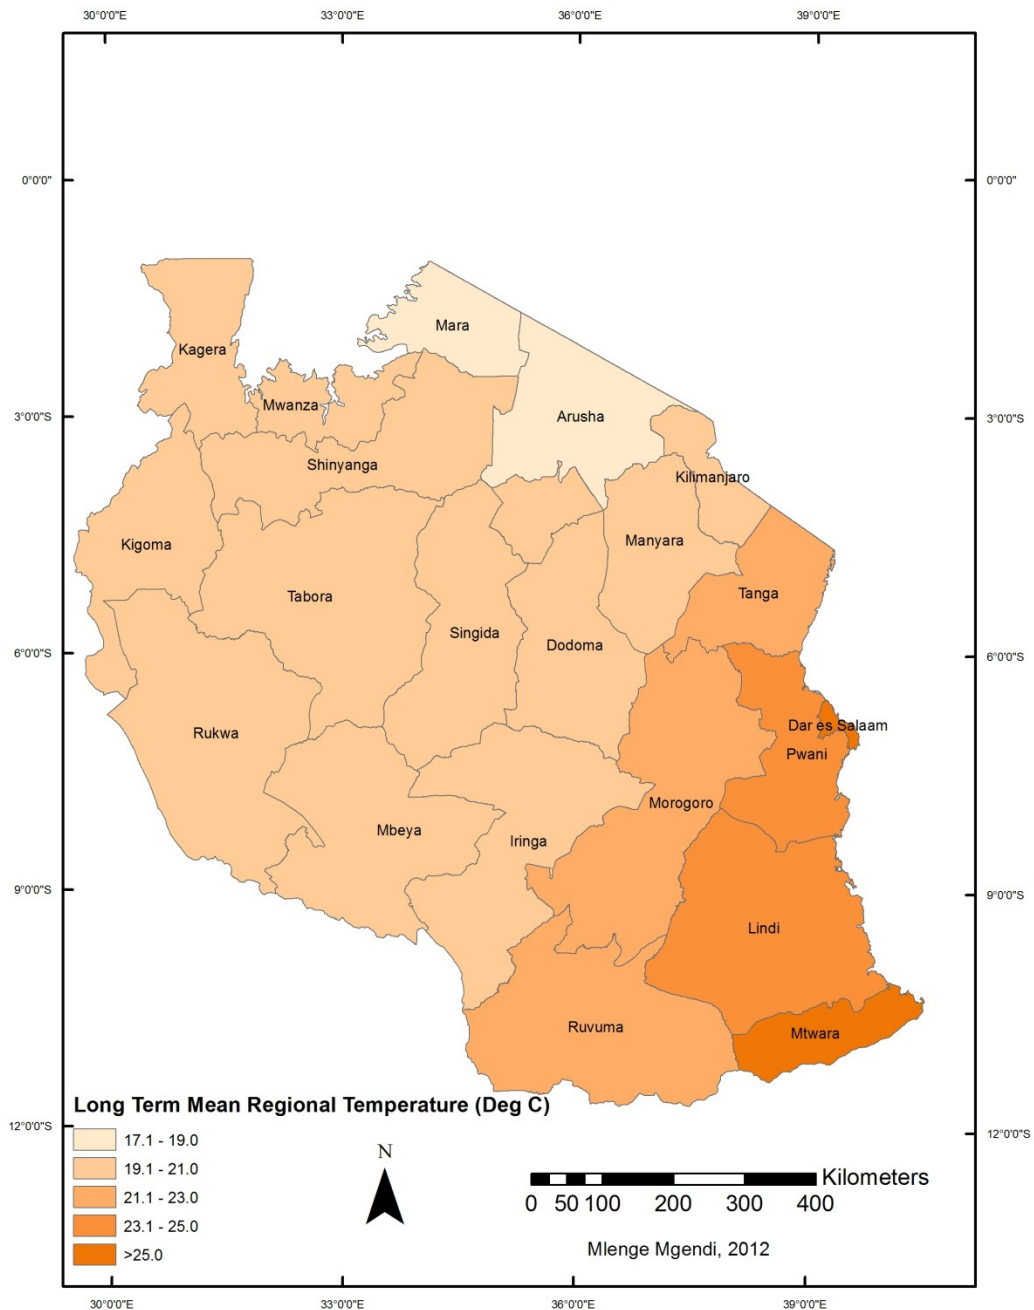 30°0'0"E 33°0'0"E 36°0'0"E 39°0'0"E
0°0'0" 0°0'0"
Mara
Kagera
Mwanza
Arusha
3°0'0"S 3°0'0"S
Shinyanga
Kilimanjaro
Kigoma
Manyara
Tabora
Tanga
Singida
Dodoma
6°0'0"S 6°0'0"S
Rukwa
Dar es Salaam
Pwani
Morogoro
Mbeya
Iringa
9°0'0"S 9°0'0"S
Lindi
Ruvuma
Mtwara
Long Term Mean Regional Temperature (Deg C)
12°0'0"S 12°0'0"S
17.1 - 19.0
19.1 - 21.0
21.1 - 23.0
23.1 - 25.0
>25.0
N
Kilometers
0 50 100 200 300 400
Mlenge Mgendi, 2012
30°0'0"E 33°0'0"E 36°0'0"E 39°0'0"E